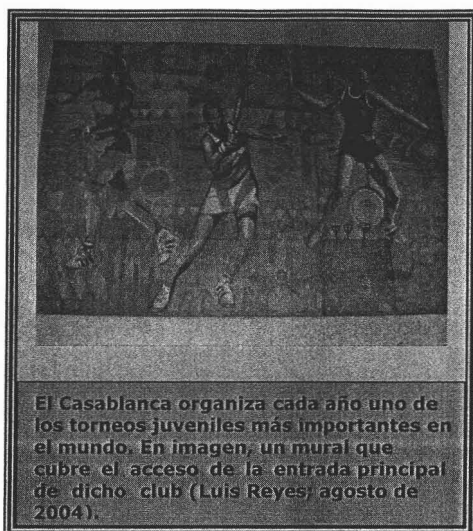 El Casablanca organiza cada año uno de
los torneos juveniles más importantes en
el mundo. En imagen, un mural que
cubre el acceso de la entrada principal
de dicho club (Luis Reyes; agosto de
2004).